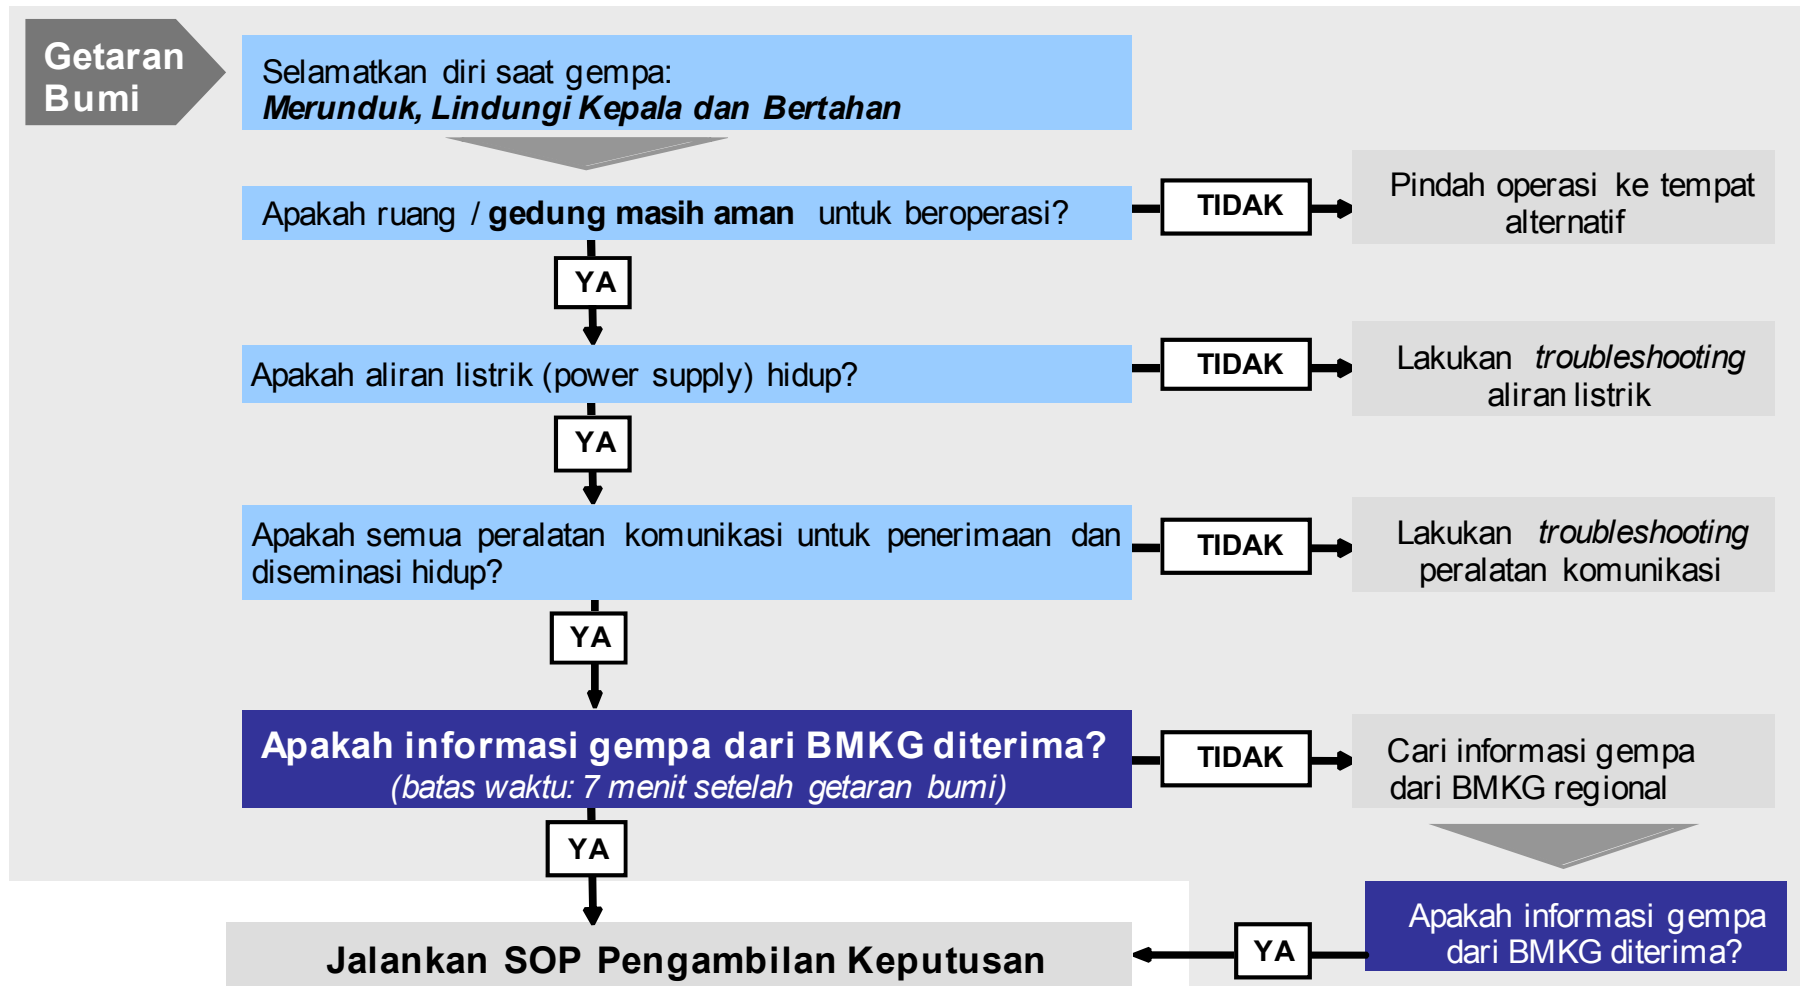 Getaran
Bumi
Selamatkan diri saat gempa:
Merunduk, Lindungi Kepala dan Bertahan
Apakah ruang / gedung masih aman untuk beroperasi?
TIDAK
Pindah operasi ke tempat
alternatif
YA
Apakah aliran listrik (power supply) hidup?
TIDAK
Lakukan troubleshooting
aliran listrik
YA
Apakah semua peralatan komunikasi untuk penerimaan dan
diseminasi hidup?
TIDAK
Lakukan troubleshooting
peralatan komunikasi
YA
Apakah informasi gempa dari BMKG diterima?
(batas waktu: 7 menit setelah getaran bumi)
TIDAK
Cari informasi gempa
dari BMKG regional
YA
Apakah informasi gempa
dari BMKG diterima?
YA
Jalankan SOP Pengambilan Keputusan